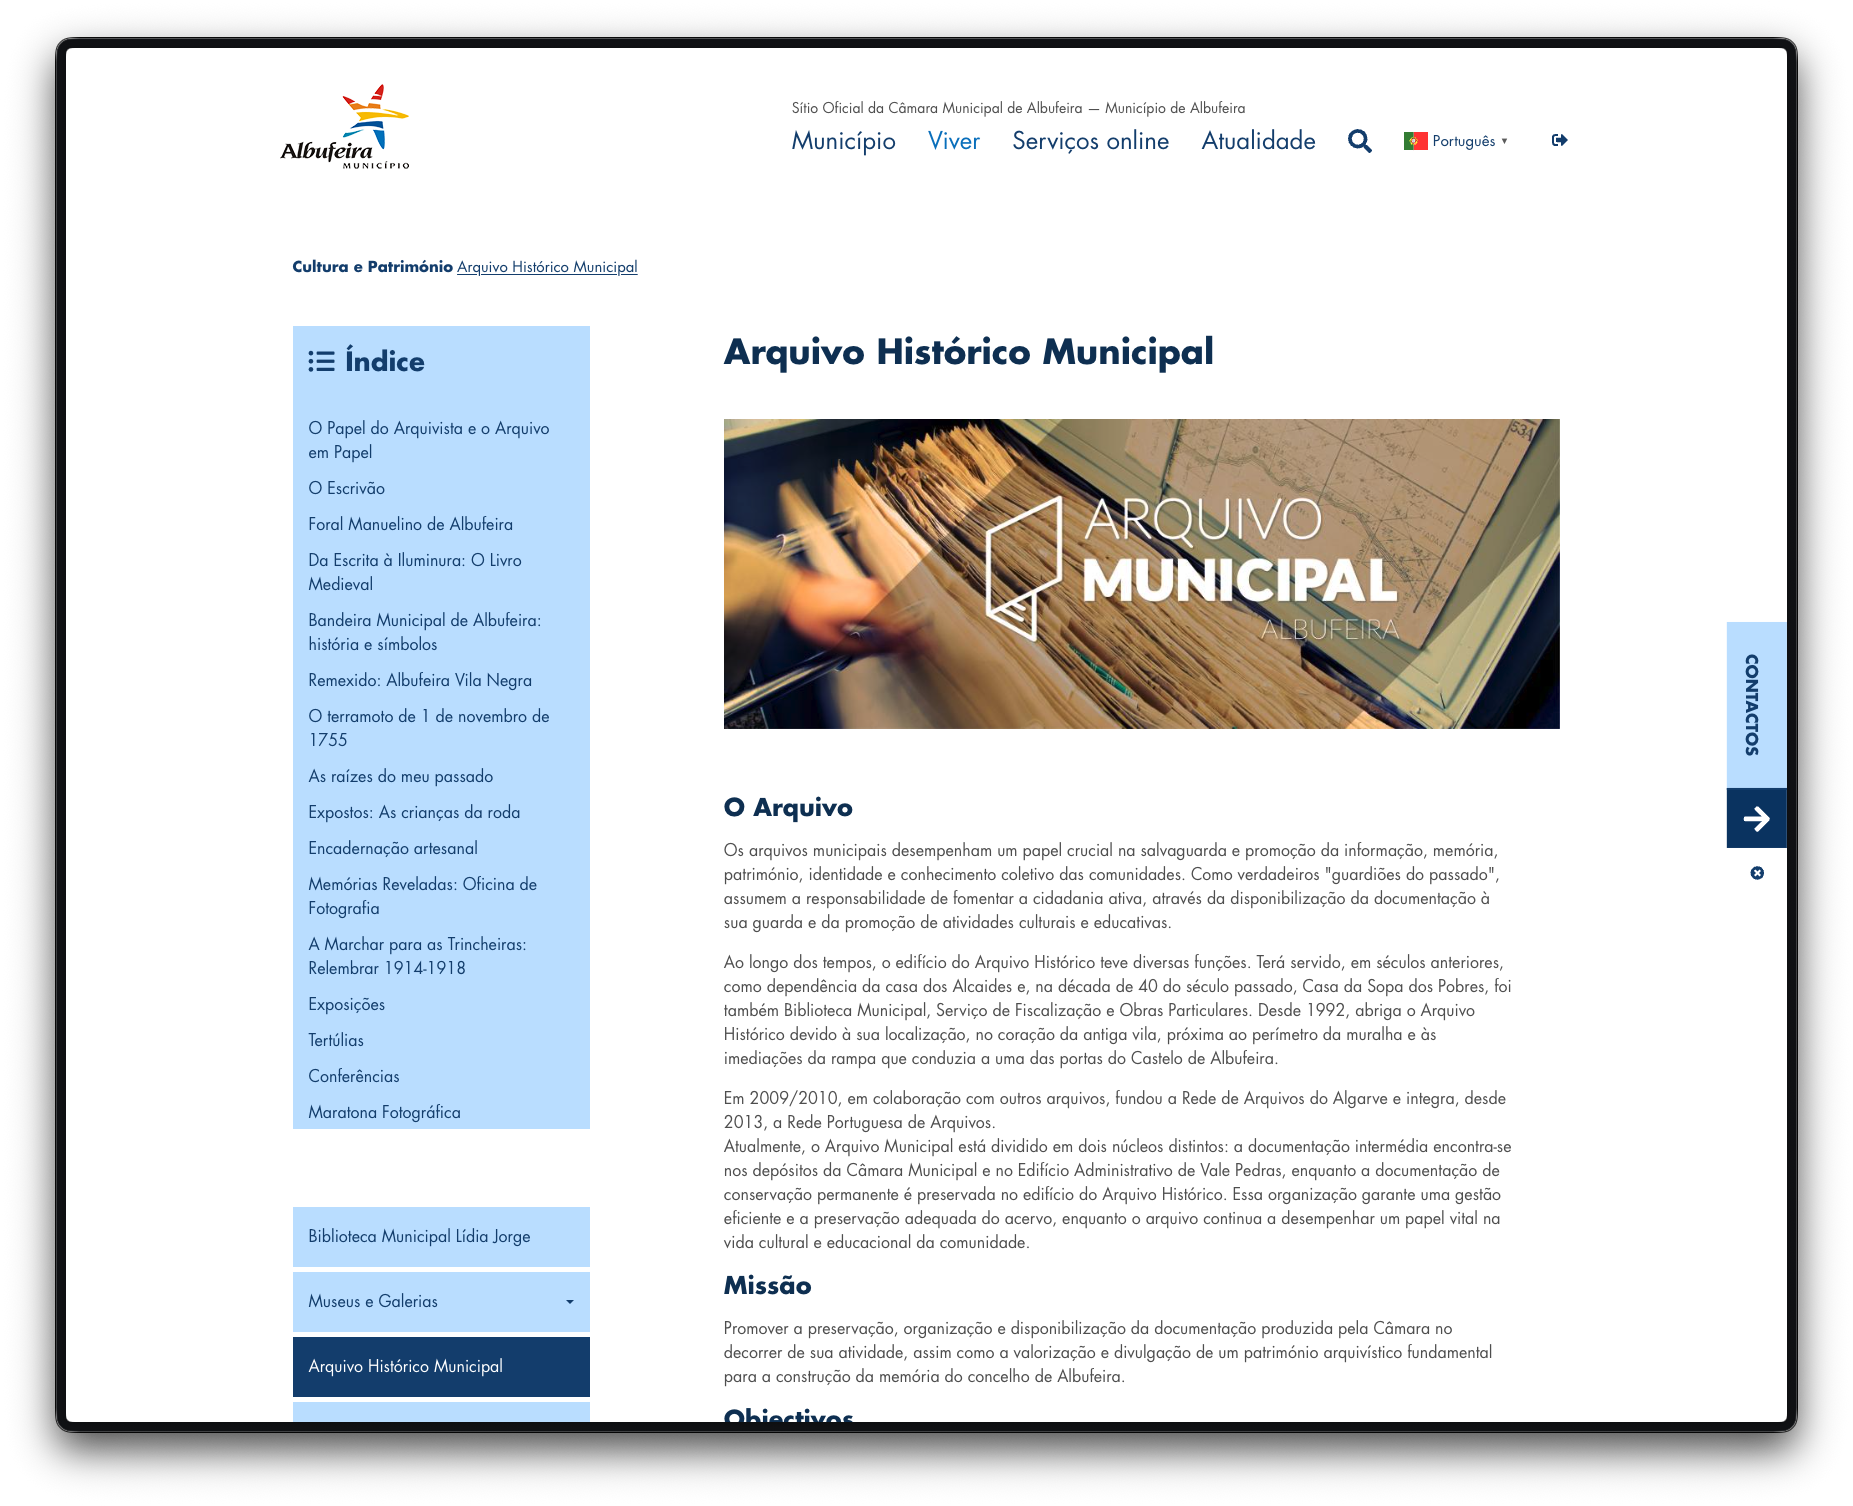 Albufeira
MUNICÍPIO
Sítio Oficial da Câmara Municipal de Albufeira — Município de Albufeira
Município Viver Serviços online Atualidade Português
Cultura e Património Arquivo Histórico Municipal
Índice
O Papel do Arquivista e o Arquivo
em Papel
O Escrivão
Foral Manuelino de Albufeira
Da Escrita à Iluminura: O Livro
Medieval
Bandeira Municipal de Albufeira:
história e símbolos
Remexido: Albufeira Vila Negra
O terramoto de 1 de novembro de
1755
As raízes do meu passado
Expostos: As crianças da roda
Encadernação artesanal
Memórias Reveladas: Oficina de
Fotografia
A Marchar para as Trincheiras:
Relembrar 1914-1918
Exposições
Tertúlias
Conferências
Maratona Fotográfica
Biblioteca Municipal Lídia Jorge
Museus e Galerias
Arquivo Histórico Municipal
Arquivo Histórico Municipal
53A
ARQUIVO
MUNICIPAL
ALBUFEIRA
O Arquivo
Os arquivos municipais desempenham um papel crucial na salvaguarda e promoção da informação, memória,
património, identidade e conhecimento coletivo das comunidades. Como verdadeiros "guardiões do passado",
assumem a responsabilidade de fomentar a cidadania ativa, através da disponibilização da documentação à
sua guarda e da promoção de atividades culturais e educativas.
Ao longo dos tempos, o edifício do Arquivo Histórico teve diversas funções. Terá servido, em séculos anteriores,
como dependência da casa dos Alcaides e, na década de 40 do século passado, Casa da Sopa dos Pobres, foi
também Biblioteca Municipal, Serviço de Fiscalização e Obras Particulares. Desde 1992, abriga o Arquivo
Histórico devido à sua localização, no coração da antiga vila, próxima ao perímetro da muralha e às
imediações da rampa que conduzia a uma das portas do Castelo de Albufeira.
Em 2009/2010, em colaboração com outros arquivos, fundou a Rede de Arquivos do Algarve e integra, desde
2013, a Rede Portuguesa de Arquivos.
Atualmente, o Arquivo Municipal está dividido em dois núcleos distintos: a documentação intermédia encontra-se
nos depósitos da Câmara Municipal e no Edifício Administrativo de Vale Pedras, enquanto a documentação de
conservação permanente é preservada no edifício do Arquivo Histórico. Essa organização garante uma gestão
eficiente e a preservação adequada do acervo, enquanto o arquivo continua a desempenhar um papel vital na
vida cultural e educacional da comunidade.
Missão
Promover a preservação, organização e disponibilização da documentação produzida pela Câmara no
decorrer de sua atividade, assim como a valorização e divulgação de um património arquivístico fundamental
para a construção da memória do concelho de Albufeira.
Objectivos
CONTACTOS